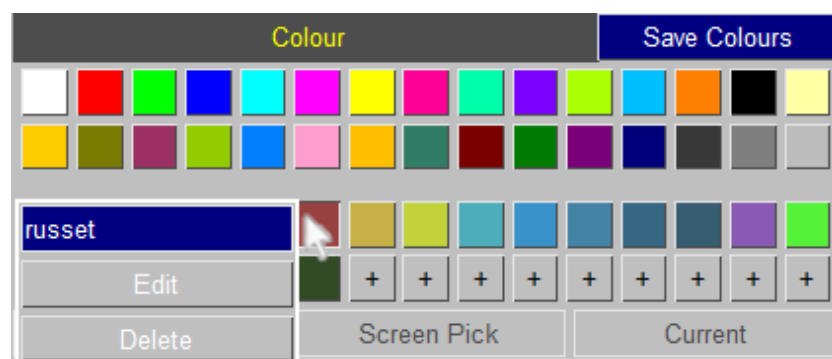 Colour Save Colours
russet
+ + + + + + + + +
Edit
Delete Screen Pick Current